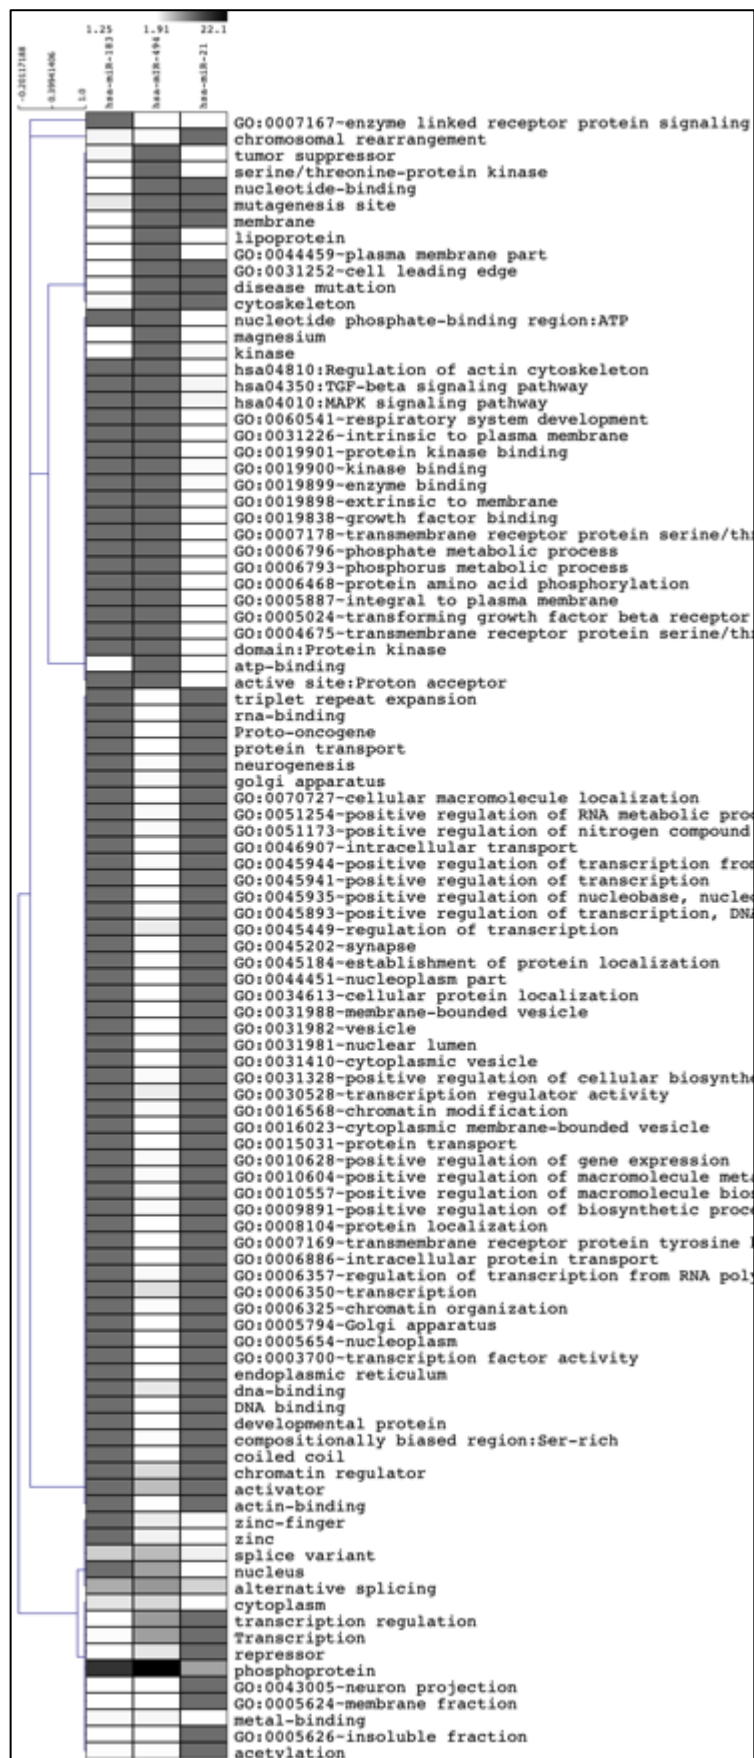 1.25 1.91 22.1
-0.20117188
-0.39941406
1.0
hsa-miR-183
hsa-miR-494
hsa-miR-21
GO:0007167~enzyme linked receptor protein signaling
chromosomal rearrangement
tumor suppressor
serine/threonine-protein kinase
nucleotide-binding
mutagenesis site
membrane
lipoprotein
GO:0044459~plasma membrane part
GO:0031252~cell leading edge
disease mutation
cytoskeleton
nucleotide phosphate-binding region:ATP
magnesium
kinase
hsa04810:Regulation of actin cytoskeleton
hsa04350:TGF-beta signaling pathway
hsa04010:MAPK signaling pathway
GO:0060541~respiratory system development
GO:0031226~intrinsic to plasma membrane
GO:0019901~protein kinase binding
GO:0019900~kinase binding
GO:0019899~enzyme binding
GO:0019898~extrinsic to membrane
GO:0019838~growth factor binding
GO:0007178~transmembrane receptor protein serine/th
GO:0006796~phosphate metabolic process
GO:0006793~phosphorus metabolic process
GO:0006468~protein amino acid phosphorylation
GO:0005887~integral to plasma membrane
GO:0005024~transforming growth factor beta receptor
GO:0004675~transmembrane receptor protein serine/th
domain:Protein kinase
atp-binding
active site:Proton acceptor
triplet repeat expansion
rna-binding
Proto-oncogene
protein transport
neurogenesis
golgi apparatus
GO:0070727~cellular macromolecule localization
GO:0051254~positive regulation of RNA metabolic proc
GO:0051173~positive regulation of nitrogen compound
GO:0046907~intracellular transport
GO:0045944~positive regulation of transcription from
GO:0045941~positive regulation of transcription
GO:0045935~positive regulation of nucleobase, nucleo
GO:0045893~positive regulation of transcription, DNA
GO:0045449~regulation of transcription
GO:0045202~synapse
GO:0045184~establishment of protein localization
GO:0044451~nucleoplasm part
GO:0034613~cellular protein localization
GO:0031988~membrane-bounded vesicle
GO:0031982~vesicle
GO:0031981~nuclear lumen
GO:0031410~cytoplasmic vesicle
GO:0031328~positive regulation of cellular biosynthe
GO:0030528~transcription regulator activity
GO:0016568~chromatin modification
GO:0016023~cytoplasmic membrane-bounded vesicle
GO:0015031~protein transport
GO:0010628~positive regulation of gene expression
GO:0010604~positive regulation of macromolecule meta
GO:0010557~positive regulation of macromolecule bios
GO:0009891~positive regulation of biosynthetic proce
GO:0008104~protein localization
GO:0007169~transmembrane receptor protein tyrosine
GO:0006886~intracellular protein transport
GO:0006357~regulation of transcription from RNA poly
GO:0006350~transcription
GO:0006325~chromatin organization
GO:0005794~Golgi apparatus
GO:0005654~nucleoplasm
GO:0003700~transcription factor activity
endoplasmic reticulum
dna-binding
DNA binding
developmental protein
compositionally biased region:Ser-rich
coiled coil
chromatin regulator
activator
actin-binding
zinc-finger
zinc
splice variant
nucleus
alternative splicing
cytoplasm
transcription regulation
Transcription
repressor
phosphoprotein
GO:0043005~neuron projection
GO:0005624~membrane fraction
metal-binding
GO:0005626~insoluble fraction
acetylation